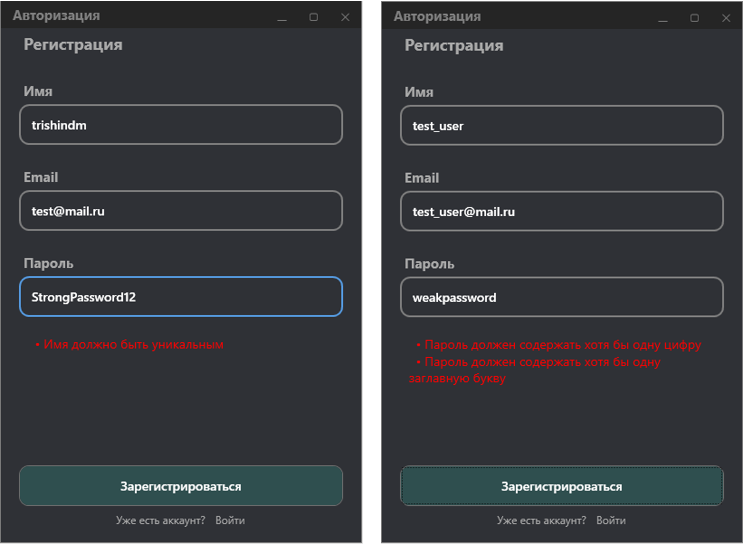 Авторизация
Регистрация
Имя
trishindm
Email
test@mail.ru
Пароль
StrongPassword12
• Имя должно быть уникальным
Зарегистрироваться
Уже есть аккаунт? Войти
Авторизация
Регистрация
Имя
test_user
Email
test_user@mail.ru
Пароль
weakpassword
• Пароль должен содержать хотя бы одну цифру
• Пароль должен содержать хотя бы одну
заглавную букву
Зарегистрироваться
Уже есть аккаунт? Войти